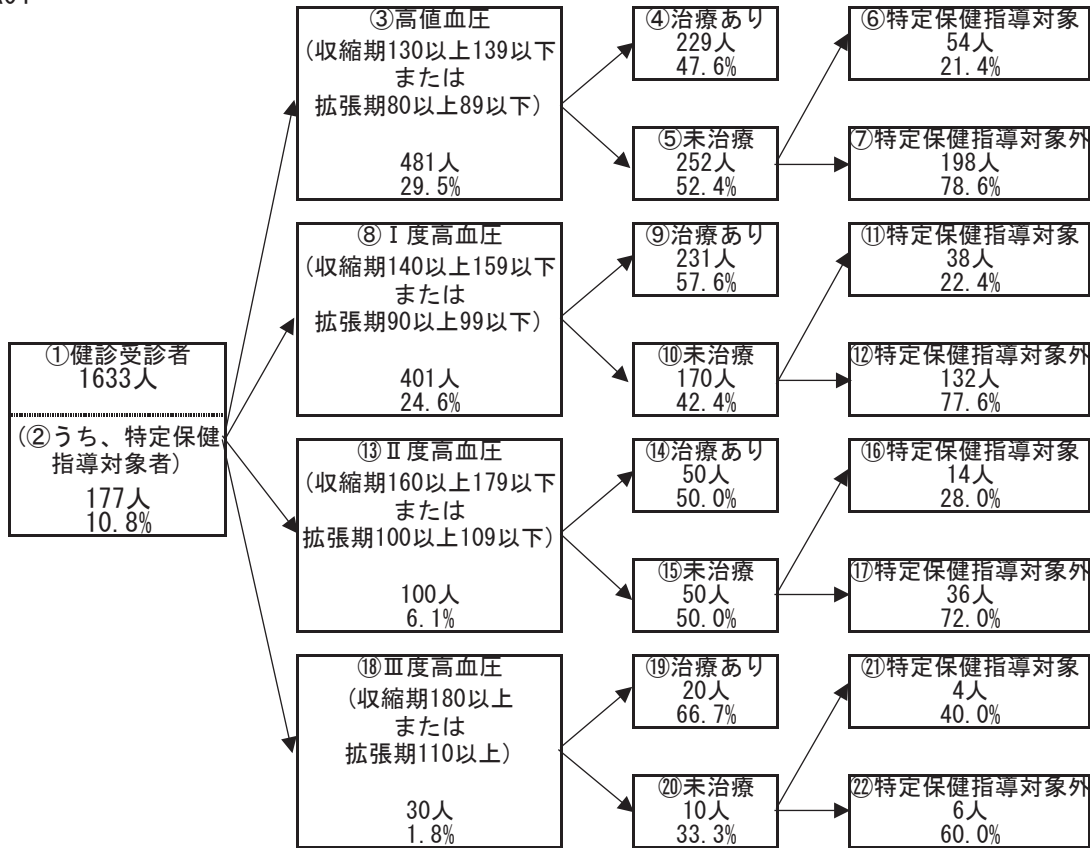 ①健診受診者
1633人
(②うち、特定保健
指導対象者)
177人
10.8%
③高値血圧
(収縮期130以上139以下
または
拡張期80以上89以下)
481人
29.5%
④治療あり
229人
47.6%
⑤未治療
252人
52.4%
⑥特定保健指導対象
54人
21.4%
⑦特定保健指導対象外
198人
78.6%
⑧Ⅰ度高血圧
(収縮期140以上159以下
または
拡張期90以上99以下)
401人
24.6%
⑨治療あり
231人
57.6%
⑩未治療
170人
42.4%
⑪特定保健指導対象
38人
22.4%
⑫特定保健指導対象外
132人
77.6%
⑬Ⅱ度高血圧
(収縮期160以上179以下
または
拡張期100以上109以下)
100人
6.1%
⑭治療あり
50人
50.0%
⑮未治療
50人
50.0%
⑯特定保健指導対象
14人
28.0%
⑰特定保健指導対象外
36人
72.0%
⑱Ⅲ度高血圧
(収縮期180以上
または
拡張期110以上)
30人
1.8%
⑲治療あり
20人
66.7%
⑳未治療
10人
33.3%
㉑特定保健指導対象
4人
40.0%
㉒特定保健指導対象外
6人
60.0%